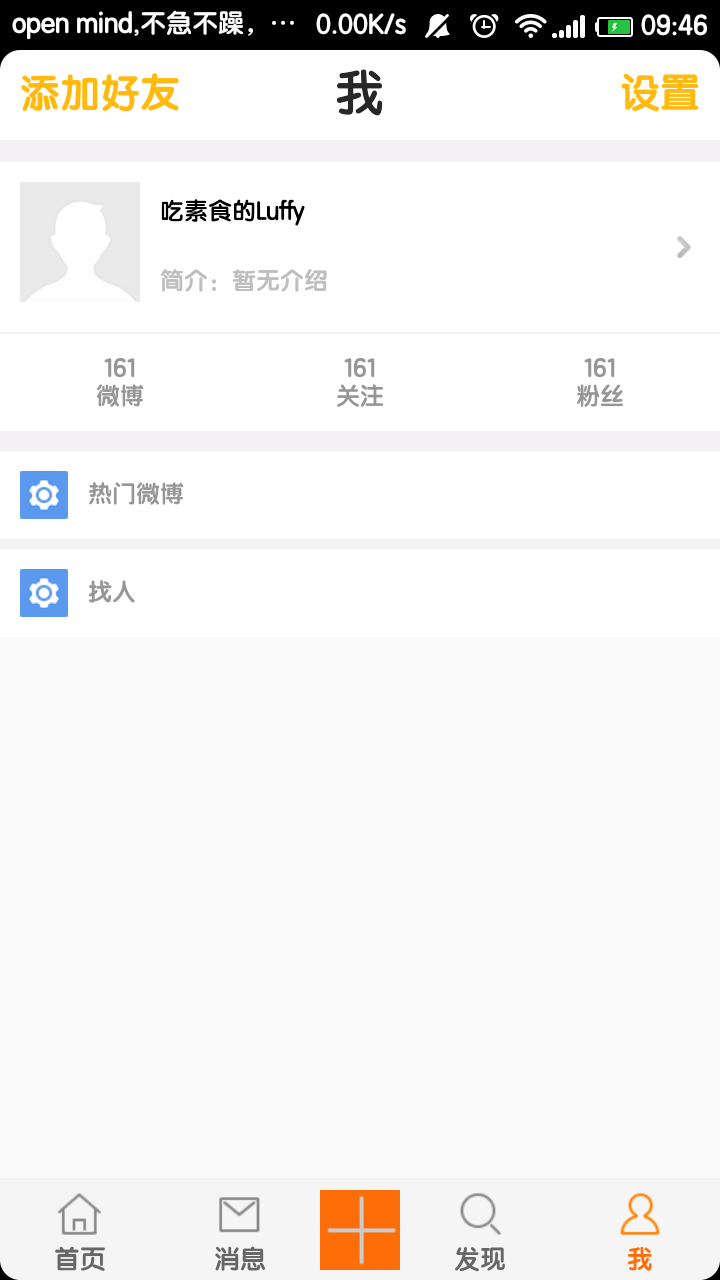 open mind,不急不躁，… 0.00K/s 09:46
添加好友 我 设置
吃素食的Luffy
简介：暂无介绍
161 161 161
微博 关注 粉丝
热门微博
找人
首页 消息 发现 我